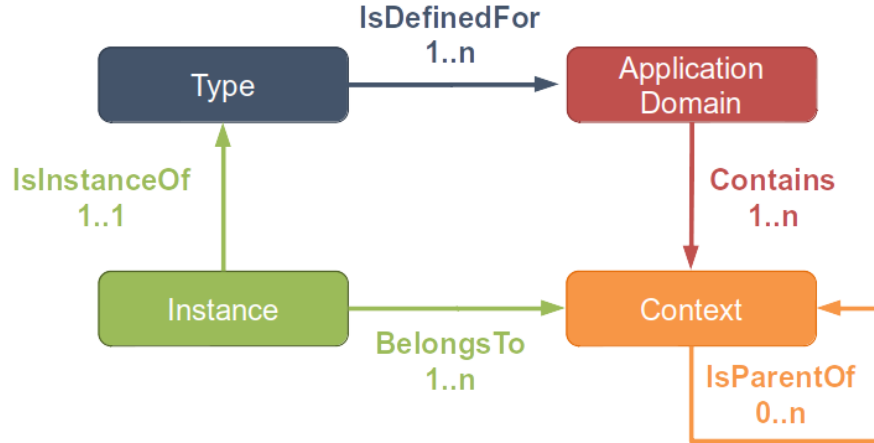 IsDefinedFor
1..n
Type
Application
Domain
IsInstanceOf
1..1
Contains
1..n
Instance
Context
BelongsTo
1..n
IsParentOf
0..n